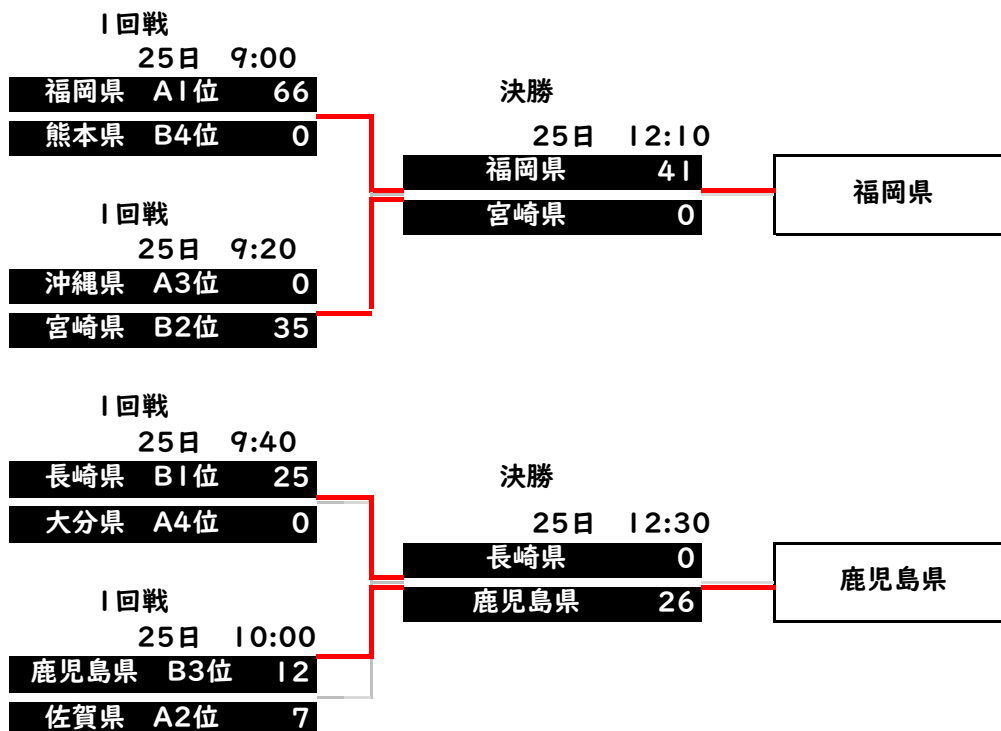 1回戦
25日 9:00
福岡県 A1位 66
熊本県 B4位 0
決勝
25日 12:10
福岡県 41
宮崎県 0
福岡県
1回戦
25日 9:20
沖縄県 A3位 0
宮崎県 B2位 35
1回戦
25日 9:40
長崎県 B1位 25
大分県 A4位 0
決勝
25日 12:30
長崎県 0
鹿児島県 26
鹿児島県
1回戦
25日 10:00
鹿児島県 B3位 12
佐賀県 A2位 7